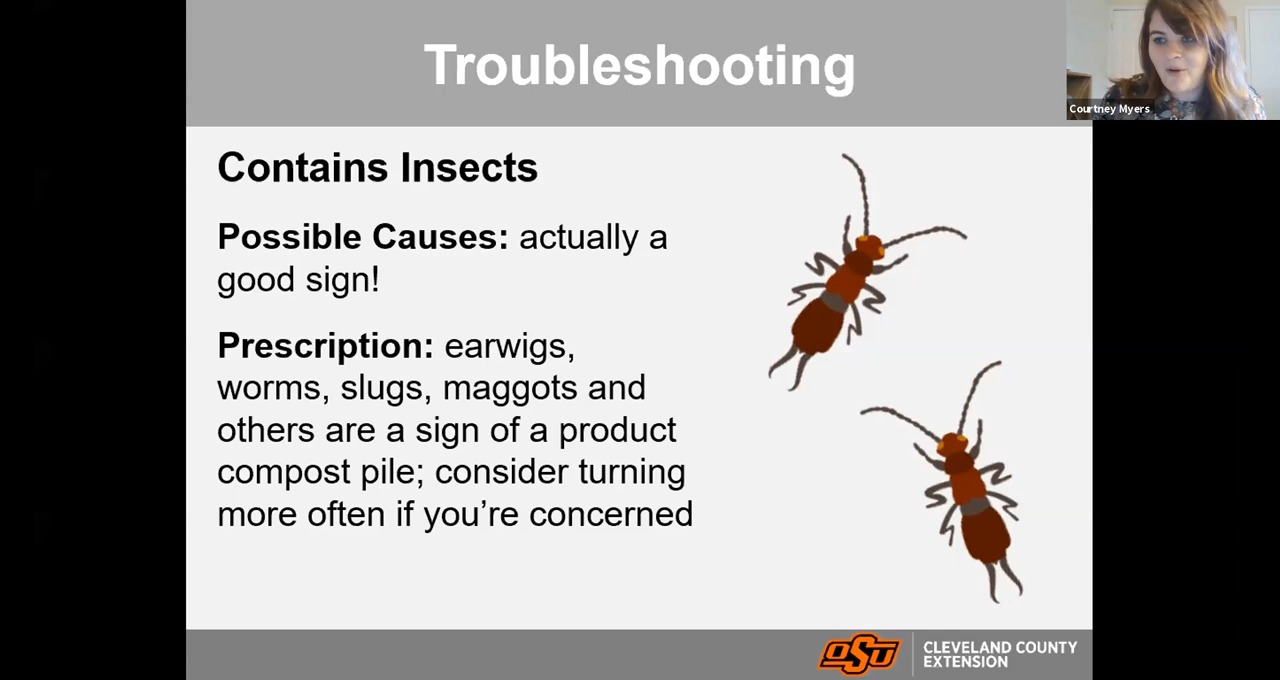 Troubleshooting
Courtney Myers
Contains Insects
Possible Causes: actually a
good sign!
Prescription: earwigs,
worms, slugs, maggots and
others are a sign of a product
compost pile; consider turning
more often if you’re concerned
OSU
CLEVELAND COUNTY
EXTENSION